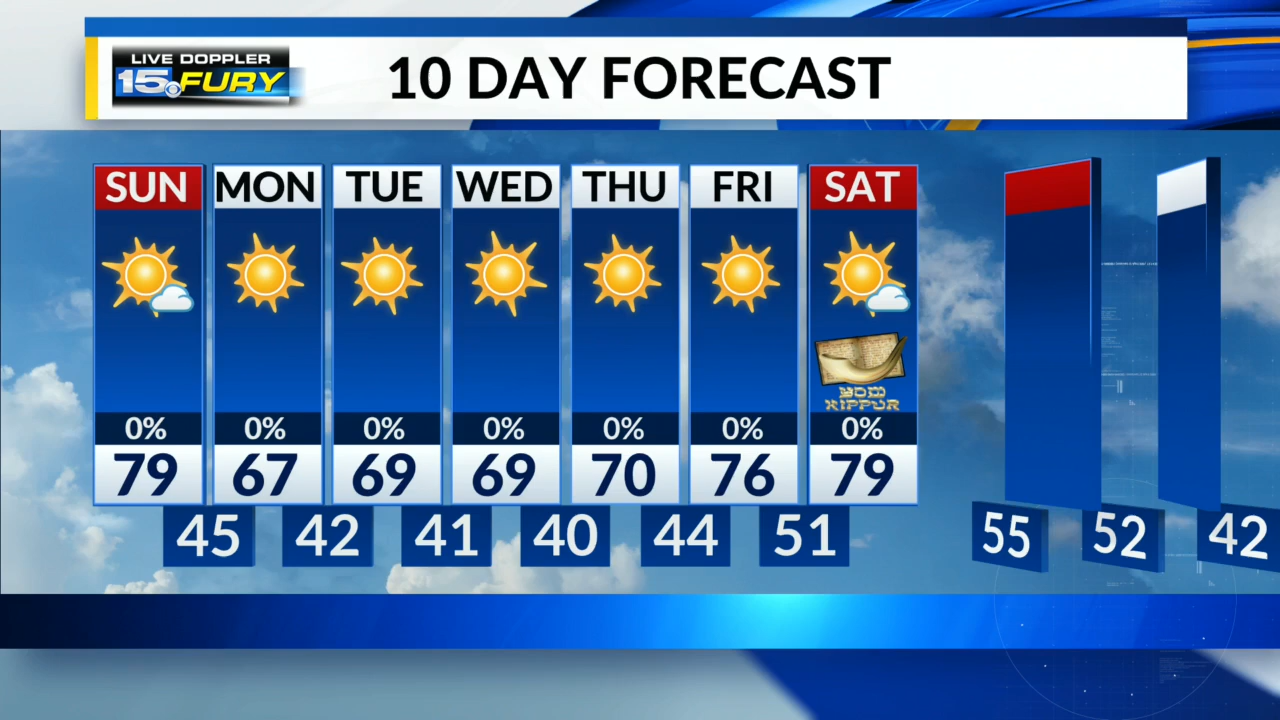 LIVE DOPPLER
15 FURY
10 DAY FORECAST
SUN MON TUE WED THU FRI SAT
YOM
KIPPUR
0% 0% 0% 0% 0% 0% 0%
79 67 69 69 70 76 79
45 42 41 40 44 51 55 52 42